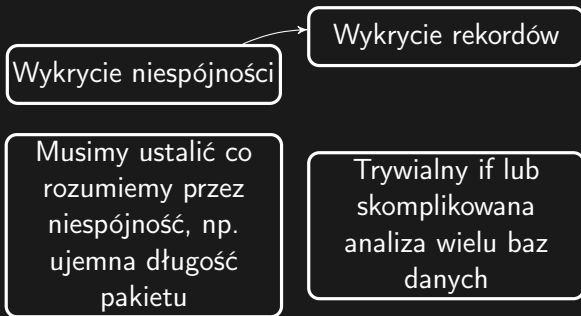 Wykrycie niespójności
Wykrycie rekordów
Musimy ustalić co
rozumiemy przez
niespójność, np.
ujemna długość
pakietu
Trywialny if lub
skomplikowana
analiza wielu baz
danych